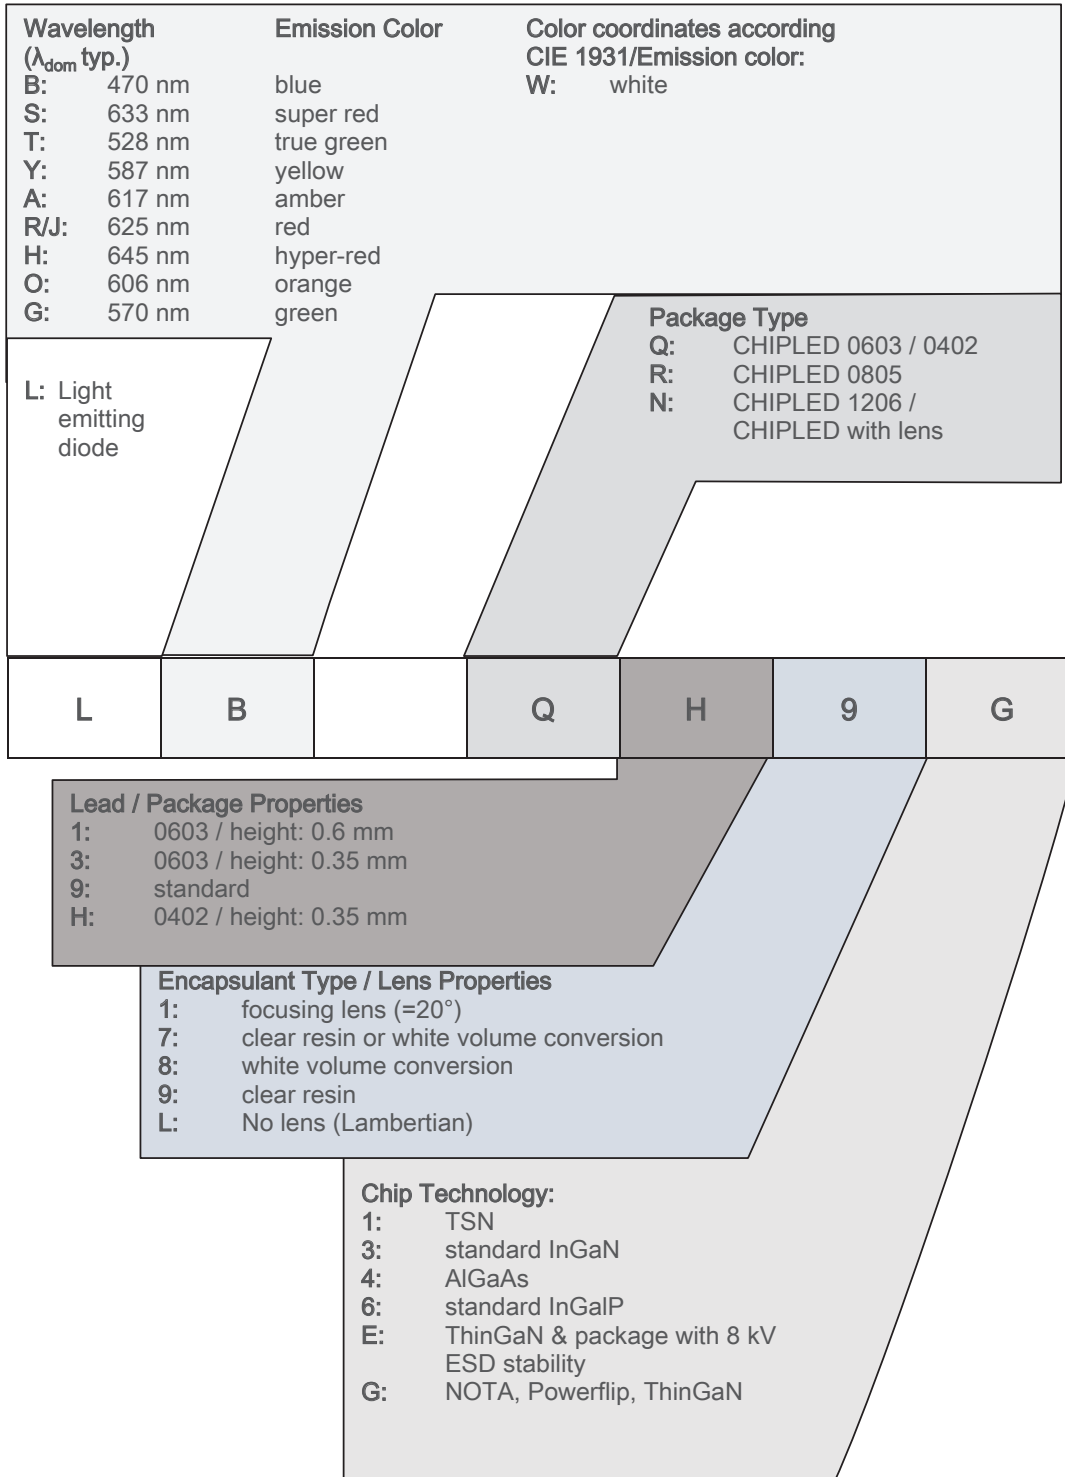 Wavelength Emission Color Color coordinates according
(λdom typ.) CIE 1931/Emission color:
B: 470 nm blue W: white
S: 633 nm super red
T: 528 nm true green
Y: 587 nm yellow
A: 617 nm amber
R/J: 625 nm red
H: 645 nm hyper-red
O: 606 nm orange
G: 570 nm green
Package Type
Q: CHIPLED 0603 / 0402
R: CHIPLED 0805
N: CHIPLED 1206 /
CHIPLED with lens
L: Light
emitting
diode
L B Q H 9 G
Lead / Package Properties
1: 0603 / height: 0.6 mm
3: 0603 / height: 0.35 mm
9: standard
H: 0402 / height: 0.35 mm
Encapsulant Type / Lens Properties
1: focusing lens (=20°)
7: clear resin or white volume conversion
8: white volume conversion
9: clear resin
L: No lens (Lambertian)
Chip Technology:
1: TSN
3: standard InGaN
4: AlGaAs
6: standard InGalP
E: ThinGaN & package with 8 kV
ESD stability
G: NOTA, Powerflip, ThinGaN